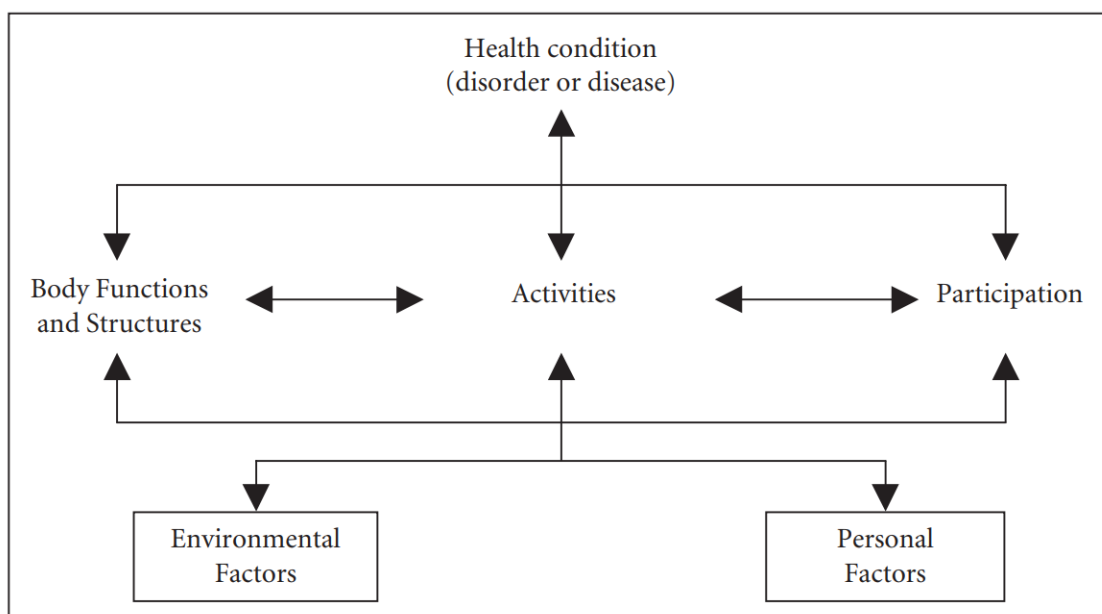 Health condition
(disorder or disease)
Body Functions
and Structures
Activities
Participation
Environmental
Factors
Personal
Factors